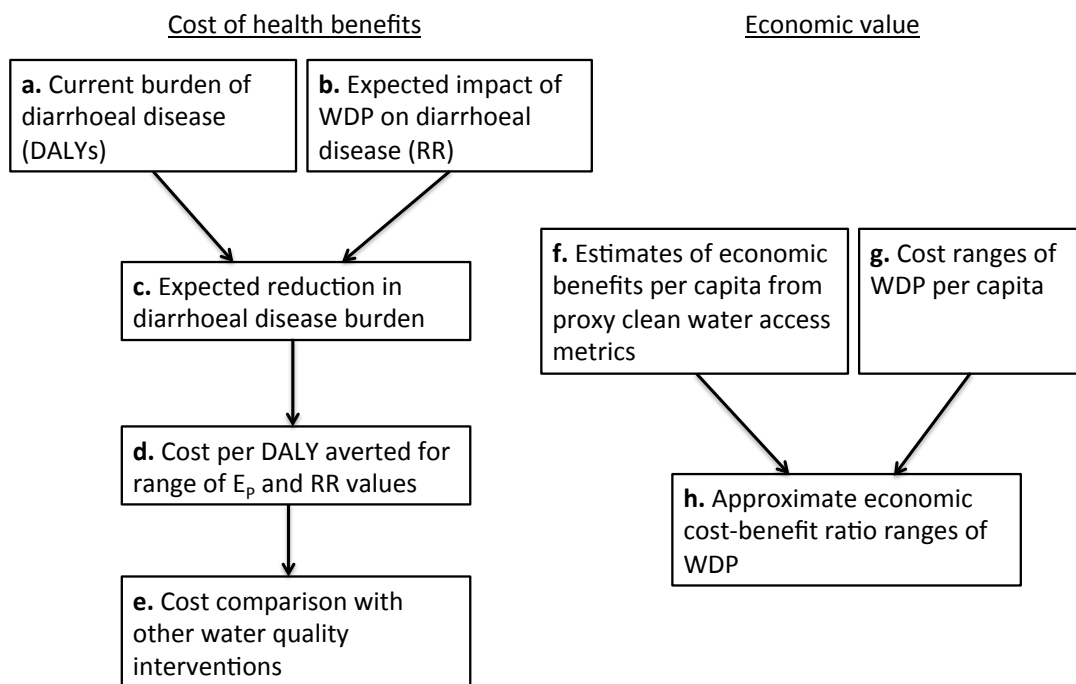 Cost of health benefits
Economic value
a. Current burden of
diarrhoeal disease
(DALYs)
b. Expected impact of
WDP on diarrhoeal
disease (RR)
c. Expected reduction in
diarrhoeal disease burden
d. Cost per DALY averted for
range of EP and RR values
e. Cost comparison with
other water quality
interventions
f. Estimates of economic
benefits per capita from
proxy clean water access
metrics
g. Cost ranges of
WDP per capita
h. Approximate economic
cost-benefit ratio ranges of
WDP